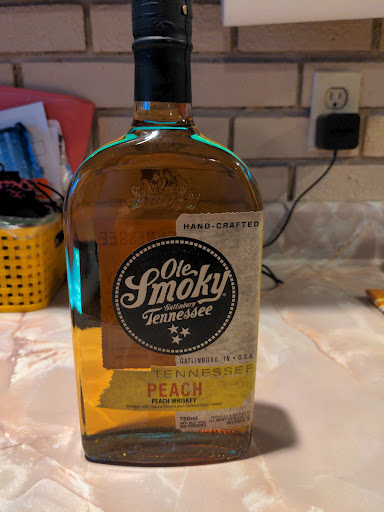 HAND-CRAFTED
Ole
Smoky
Gatlinburg
Tennessee
GATLINBURG, TN • U.S.A.
TENNESSEE
PEACH
PEACH WHISKEY
750ml